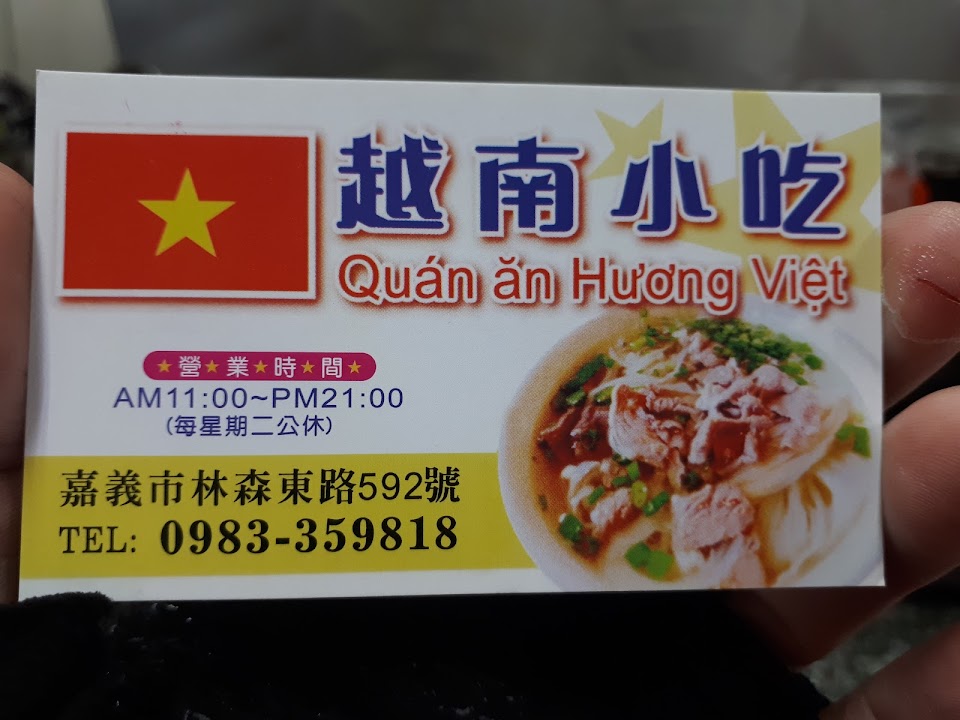 越南小吃
Quán ăn Hương Việt
營業時間
AM11:00~PM21:00
(每星期二公休)
嘉義市林森東路592號
TEL: 0983-359818